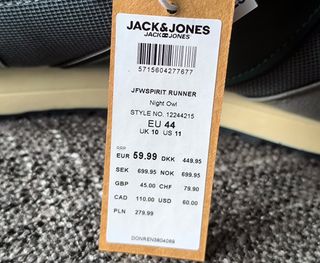 JACK&JONES
JACK&JONES
5715604277677
JFWSPIRIT RUNNER
Night Owl
STYLE NO. 12244215
EU 44
UK 10 US 11
RRP
EUR 59.99 DKK 449.95
SEK 699.95 NOK 699.95
GBP 45.00 CHF 79.90
CAD 110.00 USD 60.00
PLN 279.99
DONREN3804089